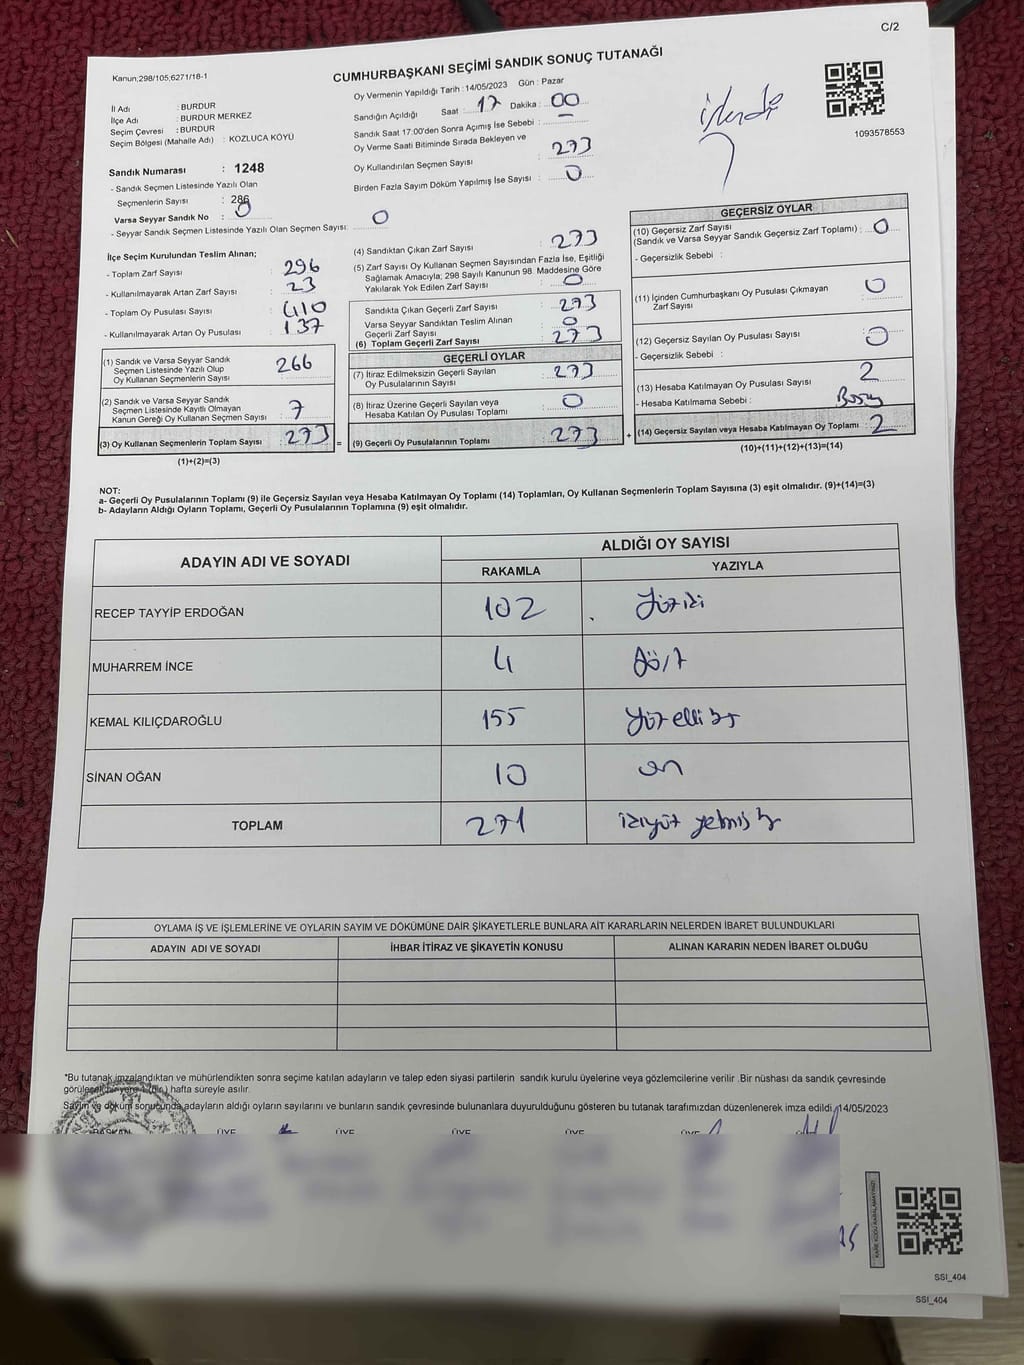 C/2
Kanun;298/105;6271/18-1
CUMHURBAŞKANI SEÇİMİ SANDIK SONUÇ TUTANAĞI
Oy Vermenin Yapıldığı Tarih : 14/05/2023 Gün : Pazar
İl Adı : BURDUR
İlçe Adı : BURDUR MERKEZ
Seçim Çevresi : BURDUR
Seçim Bölgesi (Mahalle Adı) : KOZLUCA KÖYÜ
Sandığın Açıldığı Saat : 17 Dakika : 00
Sandık Saat 17.00'den Sonra Açımış İse Sebebi :
Oy Verme Saati Bitiminde Sırada Bekleyen ve
Oy Kullandırılan Seçmen Sayısı 273
Birden Fazla Sayım Döküm Yapılmış İse Sayısı : 0
1093578553
Sandık Numarası : 1248
- Sandık Seçmen Listesinde Yazılı Olan
Seçmenlerin Sayısı : 286
Varsa Seyyar Sandık No : 0
- Seyyar Sandık Seçmen Listesinde Yazılı Olan Seçmen Sayısı: 0
İlçe Seçim Kurulundan Teslim Alınan;
- Toplam Zarf Sayısı : 296
- Kullanılmayarak Artan Zarf Sayısı : 23
- Toplam Oy Pusulası Sayısı : 410
- Kullanılmayarak Artan Oy Pusulası : 137
(1) Sandık ve Varsa Seyyar Sandık
Seçmen Listesinde Yazılı Olup
Oy Kullanan Seçmenlerin Sayısı : 266
(2) Sandık ve Varsa Seyyar Sandık
Seçmen Listesinde Kayıtlı Olmayan
Kanun Gereği Oy Kullanan Seçmen Sayısı : 7
(3) Oy Kullanan Seçmenlerin Toplam Sayısı : 273 =
(1)+(2)=(3)
(4) Sandıktan Çıkan Zarf Sayısı : 273
(5) Zarf Sayısı Oy Kullanan Seçmen Sayısından Fazla İse, Eşitliği
Sağlamak Amacıyla; 298 Sayılı Kanunun 98. Maddesine Göre
Yakılarak Yok Edilen Zarf Sayısı : 0
Sandıkta Çıkan Geçerli Zarf Sayısı : 273
Varsa Seyyar Sandıktan Teslim Alınan
Geçerli Zarf Sayısı : 0
(6) Toplam Geçerli Zarf Sayısı : 273
GEÇERLİ OYLAR
(7) İtiraz Edilmeksizin Geçerli Sayılan
Oy Pusulalarının Sayısı : 273
(8) İtiraz Üzerine Geçerli Sayılan veya
Hesaba Katılan Oy Pusulası Toplamı : 0
(9) Geçerli Oy Pusulalarının Toplamı : 273 +
GEÇERSİZ OYLAR
(10) Geçersiz Zarf Sayısı
(Sandık ve Varsa Seyyar Sandık Geçersiz Zarf Toplamı) : 0
- Geçersizlik Sebebi :
(11) İçinden Cumhurbaşkanı Oy Pusulası Çıkmayan
Zarf Sayısı : 0
(12) Geçersiz Sayılan Oy Pusulası Sayısı : 0
- Geçersizlik Sebebi :
(13) Hesaba Katılmayan Oy Pusulası Sayısı : 2
- Hesaba Katılmama Sebebi :
(14) Geçersiz Sayılan veya Hesaba Katılmayan Oy Toplamı : 2
(10)+(11)+(12)+(13)=(14)
NOT:
a- Geçerli Oy Pusulalarının Toplamı (9) ile Geçersiz Sayılan veya Hesaba Katılmayan Oy Toplamı (14) Toplamları, Oy Kullanan Seçmenlerin Toplam Sayısına (3) eşit olmalıdır. (9)+(14)=(3)
b- Adayların Aldığı Oyların Toplamı, Geçerli Oy Pusulalarının Toplamına (9) eşit olmalıdır.
ADAYIN ADI VE SOYADI
ALDIĞI OY SAYISI
RAKAMLA YAZIYLA
RECEP TAYYİP ERDOĞAN 102 yüziki
MUHARREM İNCE 4 dört
KEMAL KILIÇDAROĞLU 155 yüzelli beş
SİNAN OĞAN 10 on
TOPLAM 271 ikiyüz yetmiş bir
OYLAMA İŞ VE İŞLEMLERİNE VE OYLARIN SAYIM VE DÖKÜMÜNE DAİR ŞİKAYETLERLE BUNLARA AİT KARARLARIN NELERDEN İBARET BULUNDUKLARI
ADAYIN ADI VE SOYADI İHBAR İTİRAZ VE ŞİKAYETİN KONUSU ALINAN KARARIN NEDEN İBARET OLDUĞU
*Bu tutanak imzalandıktan ve mühürlendikten sonra seçime katılan adayların ve talep eden siyasi partilerin sandık kurulu üyelerine veya gözlemcilerine verilir .Bir nüshası da sandık çevresinde
hafta süreyle asılır.
Sayım ve döküm sonucunda adayların aldığı oyların sayılarını ve bunların sandık çevresinde bulunanlara duyurulduğunu gösteren bu tutanak tarafımızdan düzenlenerek imza edildi. 14/05/2023
BAŞKAN ÜYE ÜYE ÜYE ÜYE ÜYE
SSI_404
SSI_404